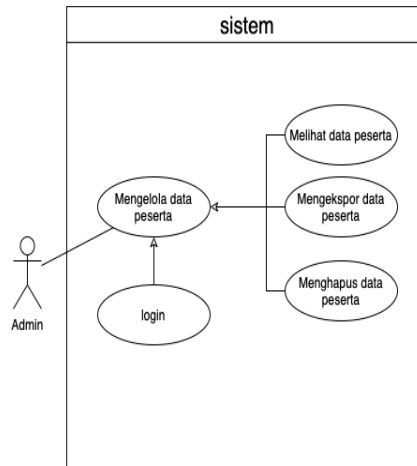 sistem
Melihat data peserta
Mengelola data
peserta
Mengekspor data
peserta
Menghapus data
peserta
Admin
login